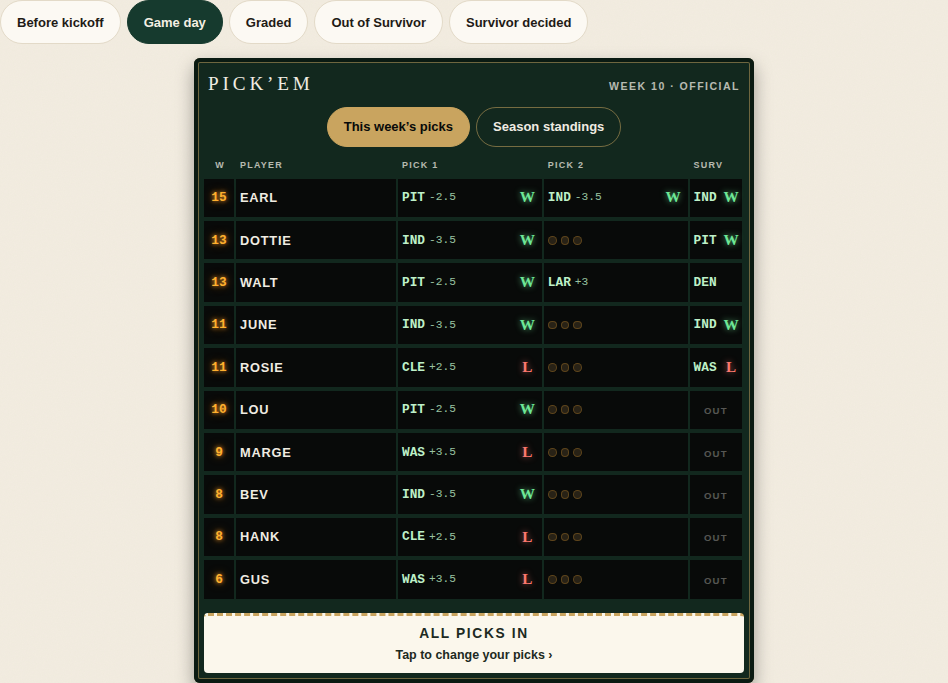 Before kickoff Game day Graded Out of Survivor Survivor decided
PICK’EM WEEK 10 · OFFICIAL
This week’s picks Season standings
W PLAYER PICK 1 PICK 2 SURV
15 EARL PIT -2.5 W IND -3.5 W IND W
13 DOTTIE IND -3.5 W PIT W
13 WALT PIT -2.5 W LAR +3 DEN
11 JUNE IND -3.5 W IND W
11 ROSIE CLE +2.5 L WAS L
10 LOU PIT -2.5 W OUT
9 MARGE WAS +3.5 L OUT
8 BEV IND -3.5 W OUT
8 HANK CLE +2.5 L OUT
6 GUS WAS +3.5 L OUT
ALL PICKS IN
Tap to change your picks ›